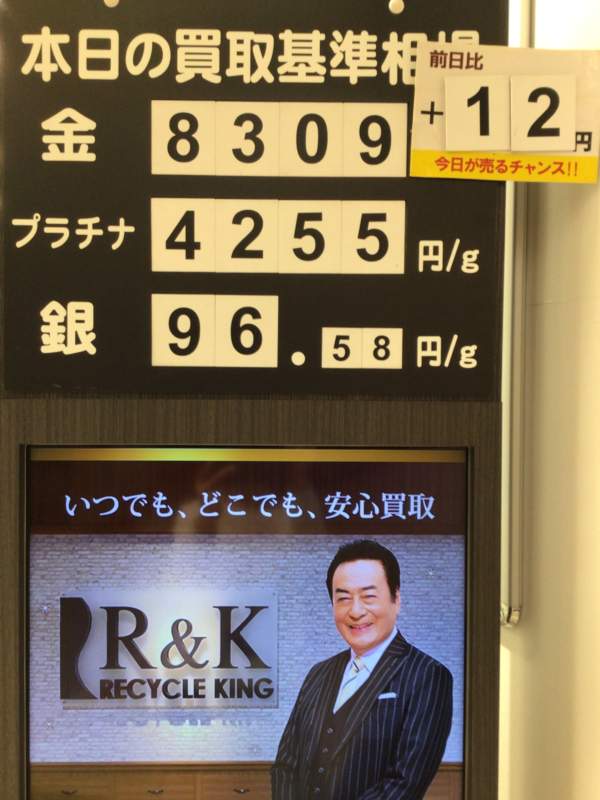 本日の買取基準相場
前日比
+12円
今日が売るチャンス!!
金 8309
プラチナ 4255 円/g
銀 96.58 円/g
いつでも、どこでも、安心買取
R&K
RECYCLE KING